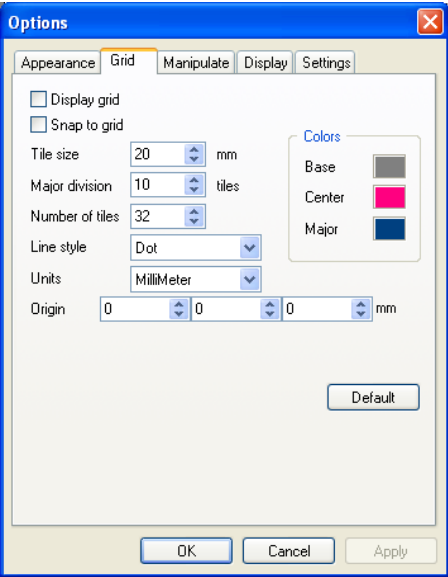 Options
Appearance Grid Manipulate Display Settings
Display grid
Snap to grid
Colors
Tile size 20 mm
Base
Major division 10 tiles
Center
Number of tiles 32
Major
Line style Dot
Units MilliMeter
Origin 0 0 0 mm
Default
OK Cancel Apply